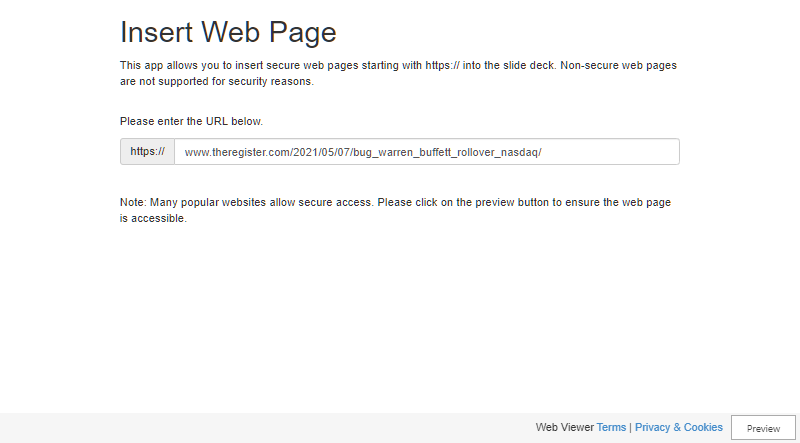 Insert Web Page
This app allows you to insert secure web pages starting with https:// into the slide deck. Non-secure web pages
are not supported for security reasons.
Please enter the URL below.
https:// www.theregister.com/2021/05/07/bug_warren_buffett_rollover_nasdaq/
Note: Many popular websites allow secure access. Please click on the preview button to ensure the web page
is accessible.
Web Viewer Terms | Privacy & Cookies Preview